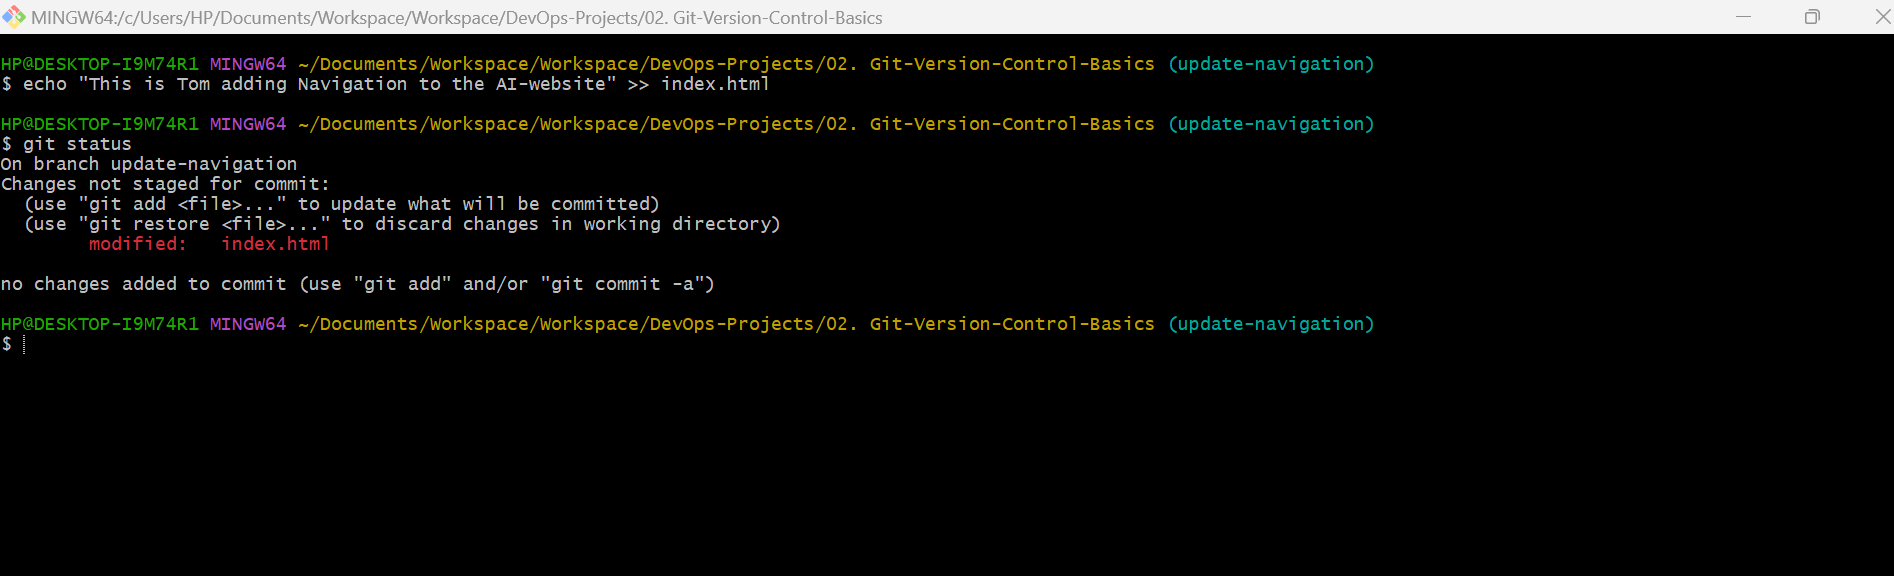 MINGW64:/c/Users/HP/Documents/Workspace/Workspace/DevOps-Projects/02. Git-Version-Control-Basics
HP@DESKTOP-I9M74R1 MINGW64 ~/Documents/Workspace/Workspace/DevOps-Projects/02. Git-Version-Control-Basics (update-navigation)
$ echo "This is Tom adding Navigation to the AI-website" >> index.html
HP@DESKTOP-I9M74R1 MINGW64 ~/Documents/Workspace/Workspace/DevOps-Projects/02. Git-Version-Control-Basics (update-navigation)
$ git status
On branch update-navigation
Changes not staged for commit:
  (use "git add <file>..." to update what will be committed)
  (use "git restore <file>..." to discard changes in working directory)
        modified:   index.html
no changes added to commit (use "git add" and/or "git commit -a")
HP@DESKTOP-I9M74R1 MINGW64 ~/Documents/Workspace/Workspace/DevOps-Projects/02. Git-Version-Control-Basics (update-navigation)
$